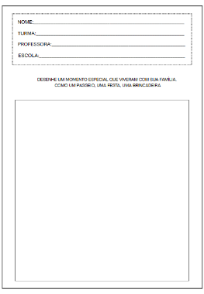 NOME:
TURMA:
PROFESSORA:
ESCOLA:
DESENHE UM MOMENTO ESPECIAL QUE VIVERAM COM SUA FAMÍLIA.
COMO UM PASSEIO, UMA FESTA, UMA BRINCADEIRA.